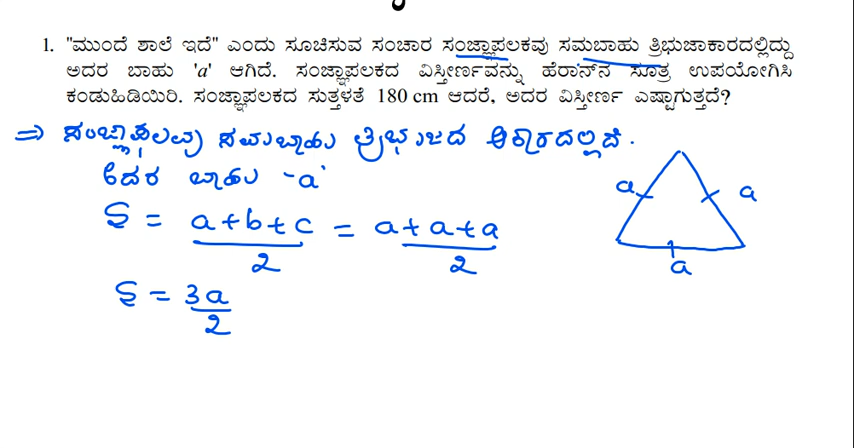 1. "ಮುಂದೆ ಶಾಲೆ ಇದೆ" ಎಂದು ಸೂಚಿಸುವ ಸಂಚಾರ ಸಂಜ್ಞಾಫಲಕವು ಸಮಬಾಹು ತ್ರಿಭುಜಾಕಾರದಲ್ಲಿದ್ದು
ಅದರ ಬಾಹು 'a' ಆಗಿದೆ. ಸಂಜ್ಞಾಫಲಕದ ವಿಸ್ತೀರ್ಣವನ್ನು ಹೆರಾನ್‌ನ ಸೂತ್ರ ಉಪಯೋಗಿಸಿ
ಕಂಡುಹಿಡಿಯಿರಿ. ಸಂಜ್ಞಾಫಲಕದ ಸುತ್ತಳತೆ 180 cm ಆದರೆ, ಅದರ ವಿಸ್ತೀರ್ಣ ಎಷ್ಟಾಗುತ್ತದೆ?
⇒ ಸಂಜ್ಞಾಫಲವು ಸಮಬಾಹು ತ್ರಿಭುಜದ ಆಕಾರದಲ್ಲಿದೆ.
ಅದರ ಬಾಹು - a'
S = a+b+c/2 = a+a+a/2
S = 3a/2
a a
a